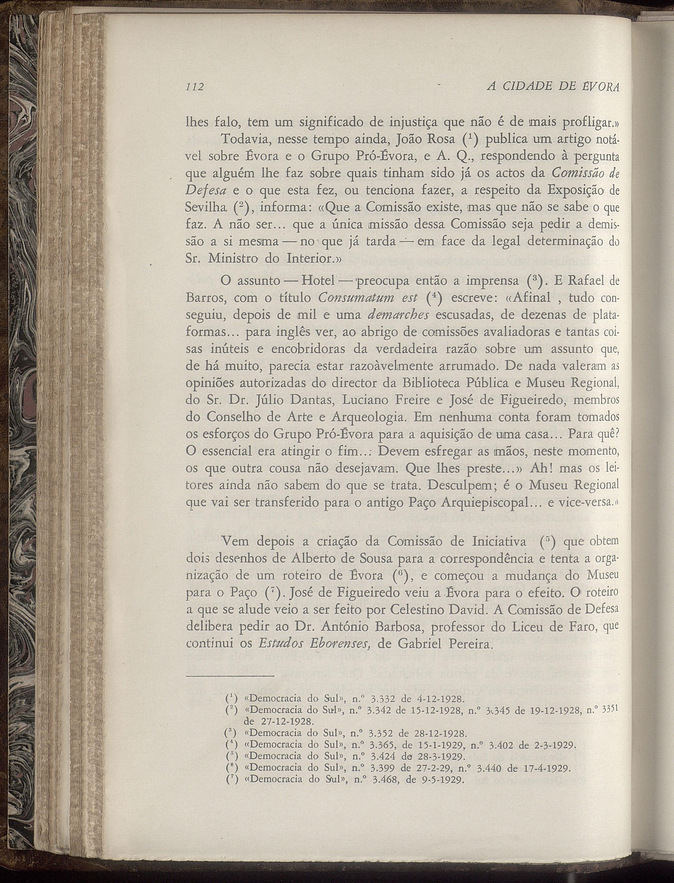 112 A CIDADE DE ÉVORA
lhes falo, tem um significado de injustiça que não é de mais profligar.»
Todavia, nesse tempo ainda, João Rosa (¹) publica um artigo notá-
vel sobre Évora e o Grupo Pró-Évora, e A. Q., respondendo à pergunta
que alguém lhe faz sobre quais tinham sido já os actos da Comissão de
Defesa e o que esta fez, ou tenciona fazer, a respeito da Exposição de
Sevilha (²), informa: «Que a Comissão existe, mas que não se sabe o que
faz. A não ser... que a única missão dessa Comissão seja pedir a demis-
são a si mesma — no que já tarda — em face da legal determinação do
Sr. Ministro do Interior.»
O assunto — Hotel — preocupa então a imprensa (³). E Rafael de
Barros, com o título Consumatum est (⁴) escreve: «Afinal , tudo con-
seguiu, depois de mil e uma demarches escusadas, de dezenas de plata-
formas... para inglês ver, ao abrigo de comissões avaliadoras e tantas coi-
sas inúteis e encobridoras da verdadeira razão sobre um assunto que,
de há muito, parecia estar razoàvelmente arrumado. De nada valeram as
opiniões autorizadas do director da Biblioteca Pública e Museu Regional,
do Sr. Dr. Júlio Dantas, Luciano Freire e José de Figueiredo, membros
do Conselho de Arte e Arqueologia. Em nenhuma conta foram tomados
os esforços do Grupo Pró-Évora para a aquisição de uma casa... Para quê?
O essencial era atingir o fim... Devem esfregar as mãos, neste momento,
os que outra cousa não desejavam. Que lhes preste...» Ah! mas os lei-
tores ainda não sabem do que se trata. Desculpem; é o Museu Regional
que vai ser transferido para o antigo Paço Arquiepiscopal... e vice-versa.»
Vem depois a criação da Comissão de Iniciativa (⁵) que obtem
dois desenhos de Alberto de Sousa para a correspondência e tenta a orga-
nização de um roteiro de Évora (⁶), e começou a mudança do Museu
para o Paço (⁷). José de Figueiredo veiu a Évora para o efeito. O roteiro
a que se alude veio a ser feito por Celestino David. A Comissão de Defesa
delibera pedir ao Dr. António Barbosa, professor do Liceu de Faro, que
continui os Estudos Eborenses, de Gabriel Pereira.
(¹) «Democracia do Sul», n.º 3.332 de 4-12-1928.
(²) «Democracia do Sul», n.º 3.342 de 15-12-1928, n.º 3.345 de 19-12-1928, n.º 3351
de 27-12-1928.
(³) «Democracia do Sul», n.º 3.352 de 28-12-1928.
(⁴) «Democracia do Sul», n.º 3.365, de 15-1-1929, n.º 3.402 de 2-3-1929.
(⁵) «Democracia do Sul», n.º 3.424 de 28-3-1929.
(⁶) «Democracia do Sul», n.º 3.399 de 27-2-29, n.º 3.440 de 17-4-1929.
(⁷) «Democracia do Sul», n.º 3.468, de 9-5-1929.